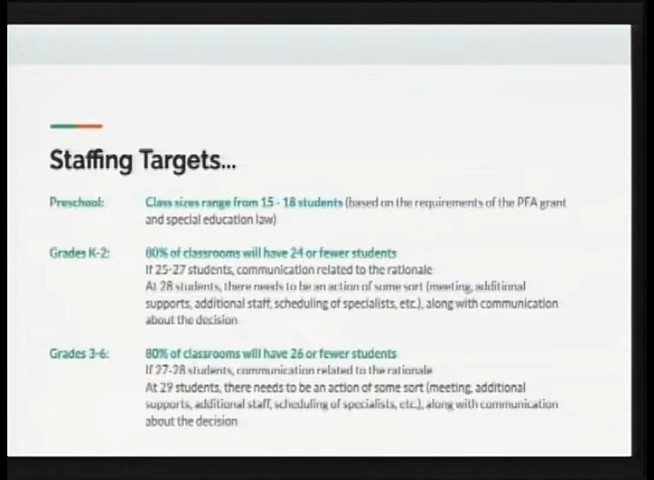 Staffing Targets...
Preschool: Class sizes range from 15 - 18 students (based on the requirements of the PFA grant
and special education law)
Grades K-2: 80% of classrooms will have 24 or fewer students
If 25-27 students, communication related to the rationale
At 28 students, there needs to be an action of some sort (meeting, additional
supports, additional staff, scheduling of specialists, etc.), along with communication
about the decision
Grades 3-6: 80% of classrooms will have 26 or fewer students
If 27-28 students, communication related to the rationale
At 29 students, there needs to be an action of some sort (meeting, additional
supports, additional staff, scheduling of specialists, etc.), along with communication
about the decision